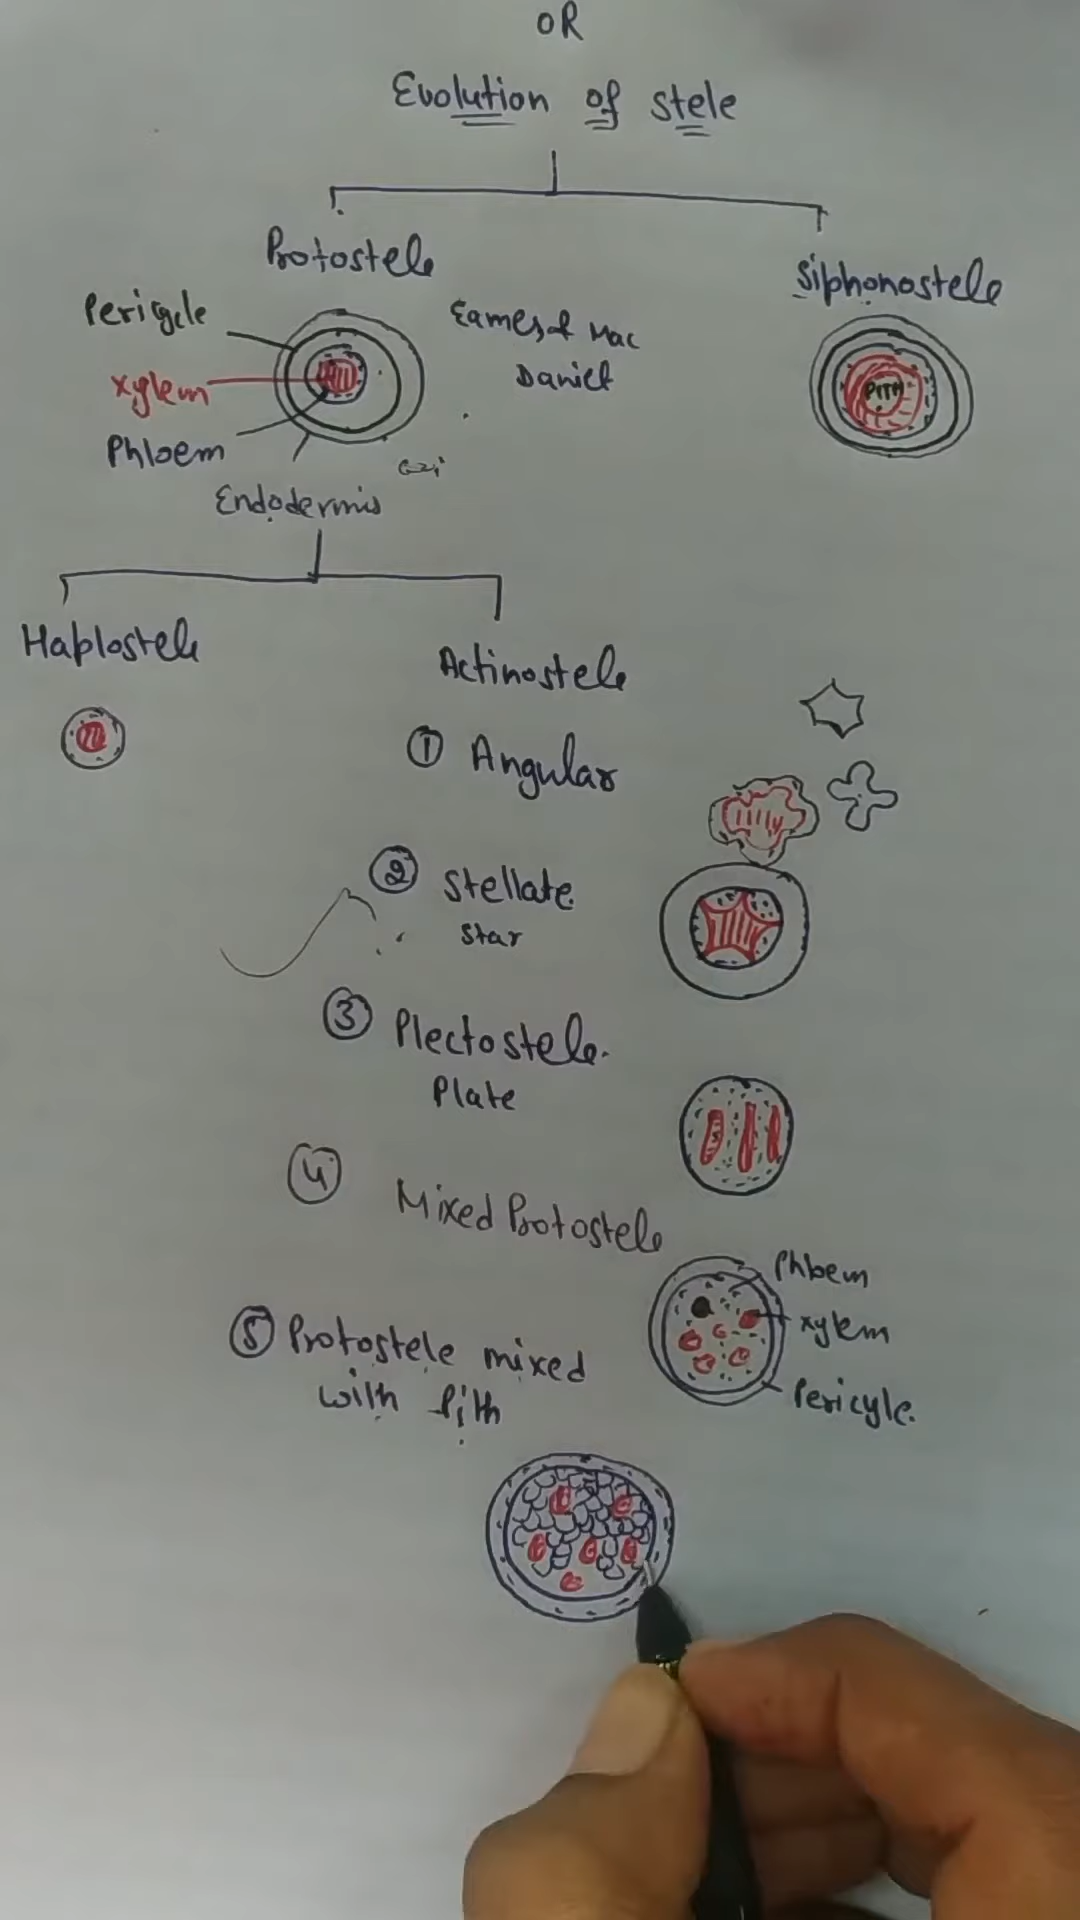 OR
Evolution of stele
Protostele
Siphonostele
Pericycle
Eames & Mac
Daniel
xylem
PITH
Phloem
Endodermis
Haplostele
Actinostele
① Angular
② Stellate
Star
③ Plectostele
Plate
④ Mixed Protostele
Phloem
xylem
Pericyle
⑤ Protostele mixed
with Pith